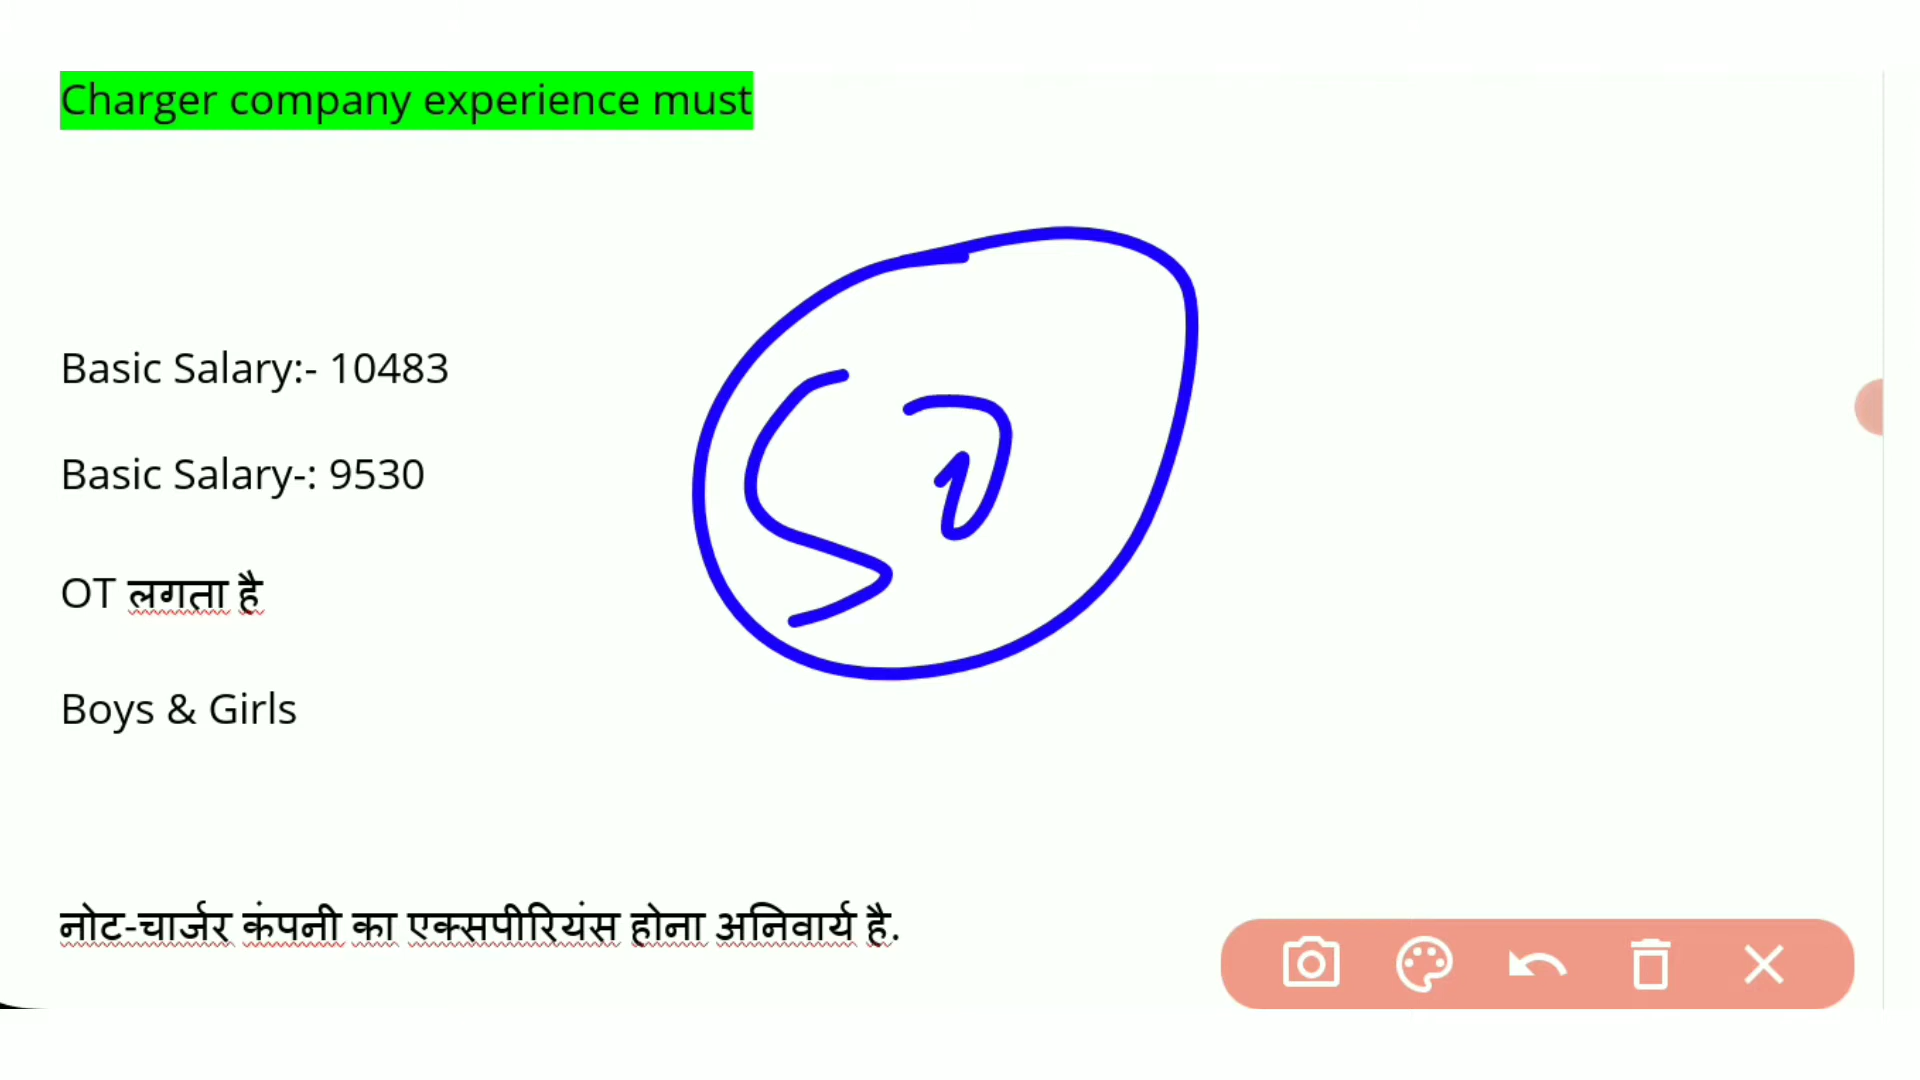 Charger company experience must
Basic Salary:- 10483
Basic Salary-: 9530
OT लगता है
Boys & Girls
नोट-चार्जर कंपनी का एक्सपीरियंस होना अनिवार्य है.